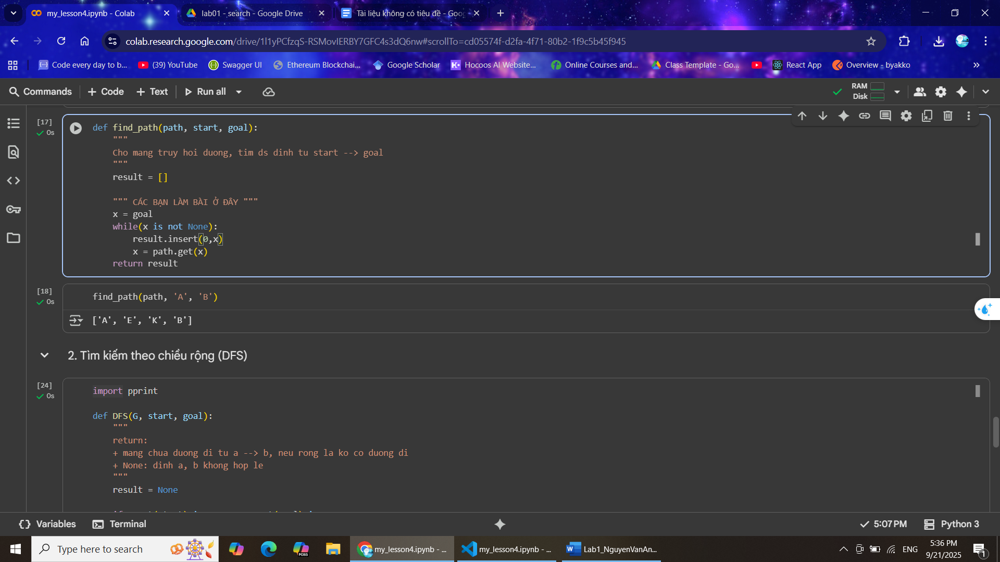 my_lesson4.ipynb - Colab
lab01 - search - Google Drive
Tài liệu không có tiêu đề - Goo
colab.research.google.com/drive/1l1yPCfzqS-RSMovIERBY7GFC4s3dQ6nw#scrollTo=cd05574f-d2fa-4f71-80b2-1f9c5b45f945
Code every day to b...
(39) YouTube
Swagger UI
Ethereum Blockchai...
Google Scholar
Hocoos AI Website...
Online Courses and...
Class Template - Go...
React App
Overview - byakko
Commands
+ Code
+ Text
Run all
RAM
Disk
[17]
0s
def find_path(path, start, goal):
"""
Cho mang truy hoi duong, tim ds dinh tu start --> goal
"""
result = []
""" CÁC BẠN LÀM BÀI Ở ĐÂY """
x = goal
while(x is not None):
result.insert(0,x)
x = path.get(x)
return result
[18]
0s
find_path(path, 'A', 'B')
['A', 'E', 'K', 'B']
2. Tìm kiếm theo chiều rộng (DFS)
[24]
0s
import pprint
def DFS(G, start, goal):
"""
return:
+ mang chua duong di tu a --> b, neu rong la ko co duong di
+ None: dinh a, b khong hop le
"""
result = None
Variables
Terminal
5:07 PM
Python 3
Type here to search
M365
my_lesson4.ipynb - ...
my_lesson4.ipynb - ...
Lab1_NguyenVanAn...
ENG
5:36 PM
9/21/2025
1